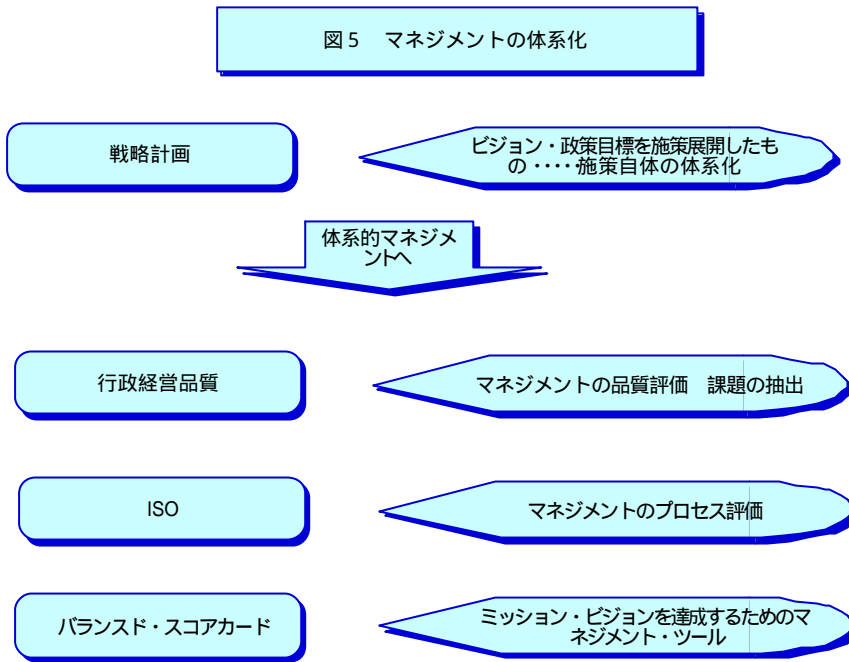 図５　マネジメントの体系化
戦略計画
ビジョン・政策目標を施策展開したも
の・・・・・施策自体の体系化
体系的マネジメ
ントへ
行政経営品質
マネジメントの品質評価　課題の抽出
ISO
マネジメントのプロセス評価
バランスド・スコアカード
ミッション・ビジョンを達成するためのマ
ネジメント・ツール